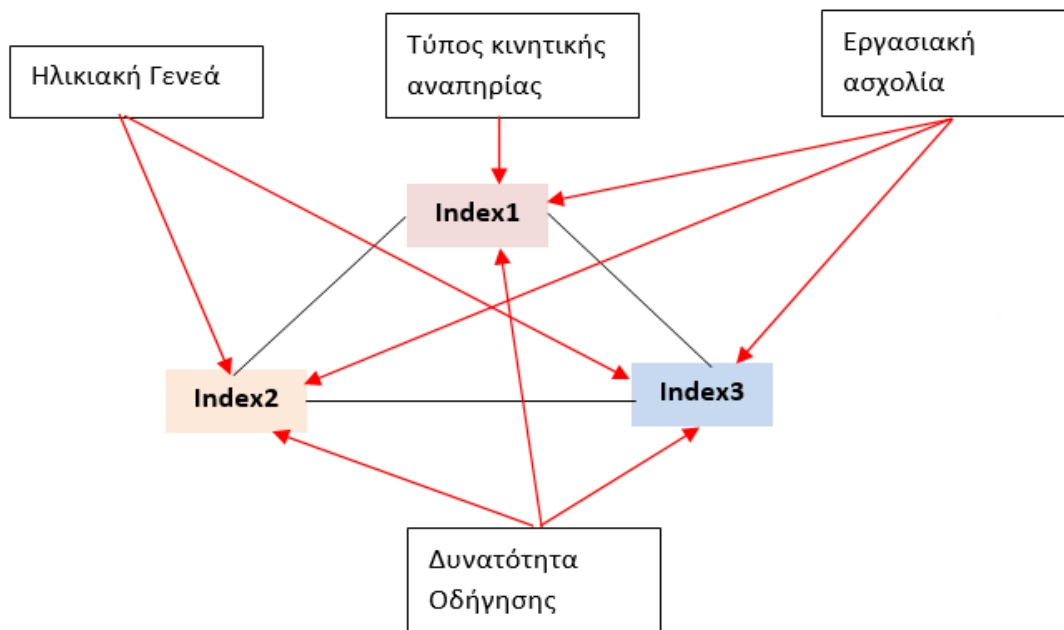 Ηλικιακή Γενεά
Τύπος κινητικής
αναπηρίας
Εργασιακή
ασχολία
Index1
Index2
Index3
Δυνατότητα
Οδήγησης